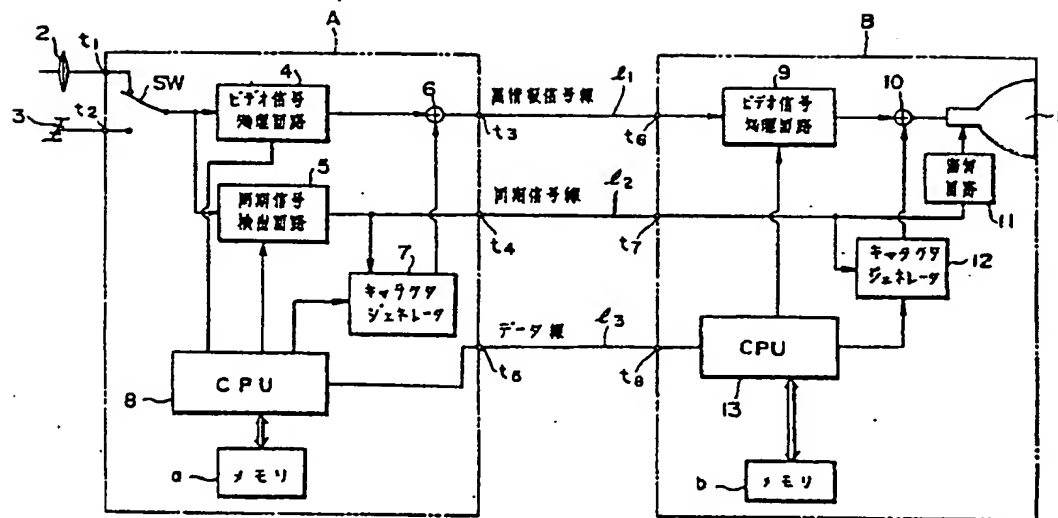 A
B
2
t1
SW
3
t2
4
ビデオ信号
処理回路
5
同期信号
検出回路
6
7
キャラクタ
ジェネレータ
8
CPU
a
メモリ
t3
t4
t5
画情報信号線
ℓ1
同期信号線
ℓ2
データ線
ℓ3
t6
t7
t8
9
ビデオ信号
処理回路
10
回路
11
キャラクタ
ジェネレータ
12
CPU
13
b
メモリ